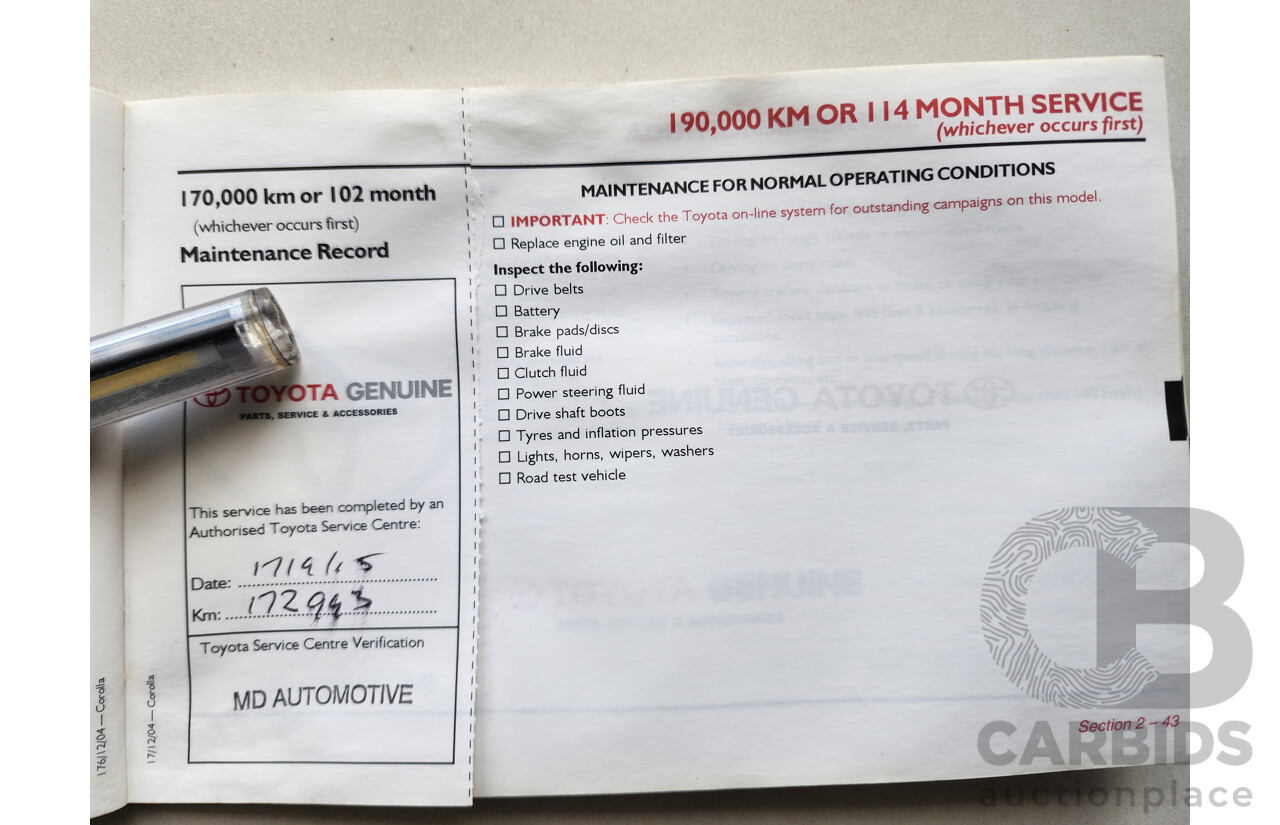 170,000 km or 102 month
(whichever occurs first)
Maintenance Record
TOYOTA GENUINE
PARTS, SERVICE & ACCESSORIES
This service has been completed by an
Authorised Toyota Service Centre:
Date:
Km:
Toyota Service Centre Verification
MD AUTOMOTIVE
176/12/04 — Corolla
17/12/04 — Corolla
190,000 KM OR 114 MONTH SERVICE
(whichever occurs first)
MAINTENANCE FOR NORMAL OPERATING CONDITIONS
IMPORTANT: Check the Toyota on-line system for outstanding campaigns on this model.
Replace engine oil and filter
Inspect the following:
Drive belts
Battery
Brake pads/discs
Brake fluid
Clutch fluid
Power steering fluid
Drive shaft boots
Tyres and inflation pressures
Lights, horns, wipers, washers
Road test vehicle
Section 2 – 43
CB
CARBIDS
auctionplace